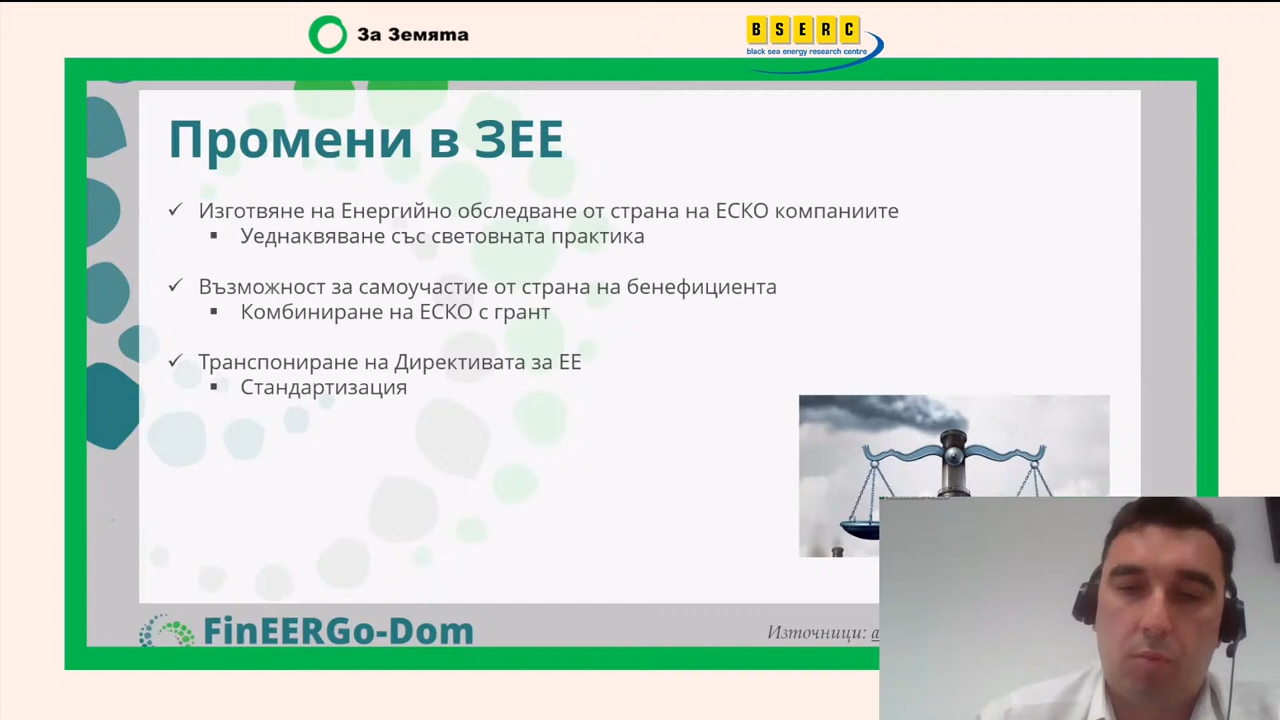 За Земята
BSERC
black sea energy research centre
Промени в ЗЕЕ
✓ Изготвяне на Енергийно обследване от страна на ЕСКО компаниите
▪ Уеднаквяване със световната практика
✓ Възможност за самоучастие от страна на бенефициента
▪ Комбиниране на ЕСКО с грант
✓ Транспониране на Директивата за ЕЕ
▪ Стандартизация
FinEERGo-Dom
Източници: